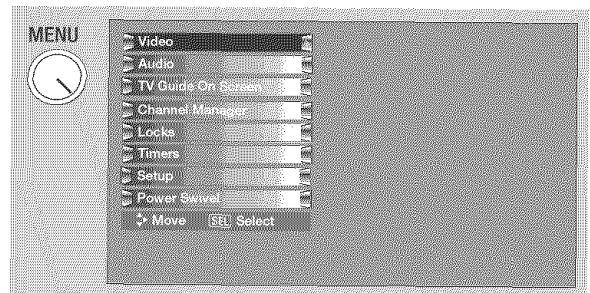 MENU
Video
Audio
TV Guide On Screen
Channel Manager
Locks
Timers
Setup
Power Swivel
Move SEL Select